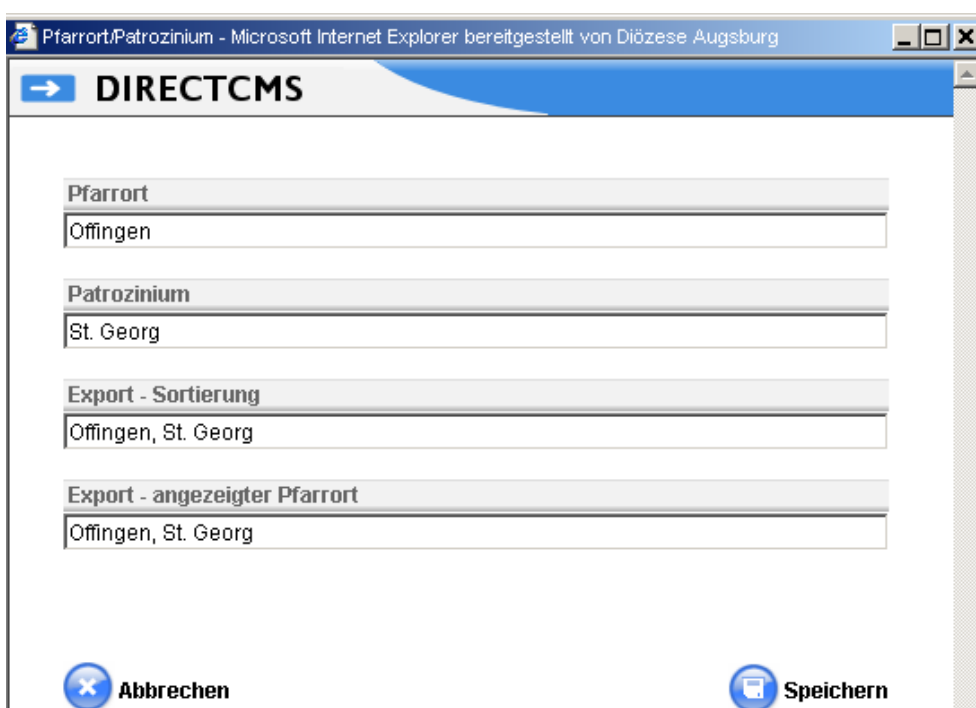 Pfarrort/Patrozinium - Microsoft Internet Explorer bereitgestellt von Diözese Augsburg
DIRECTCMS
Pfarrort
Offingen
Patrozinium
St. Georg
Export - Sortierung
Offingen, St. Georg
Export - angezeigter Pfarrort
Offingen, St. Georg
Abbrechen Speichern